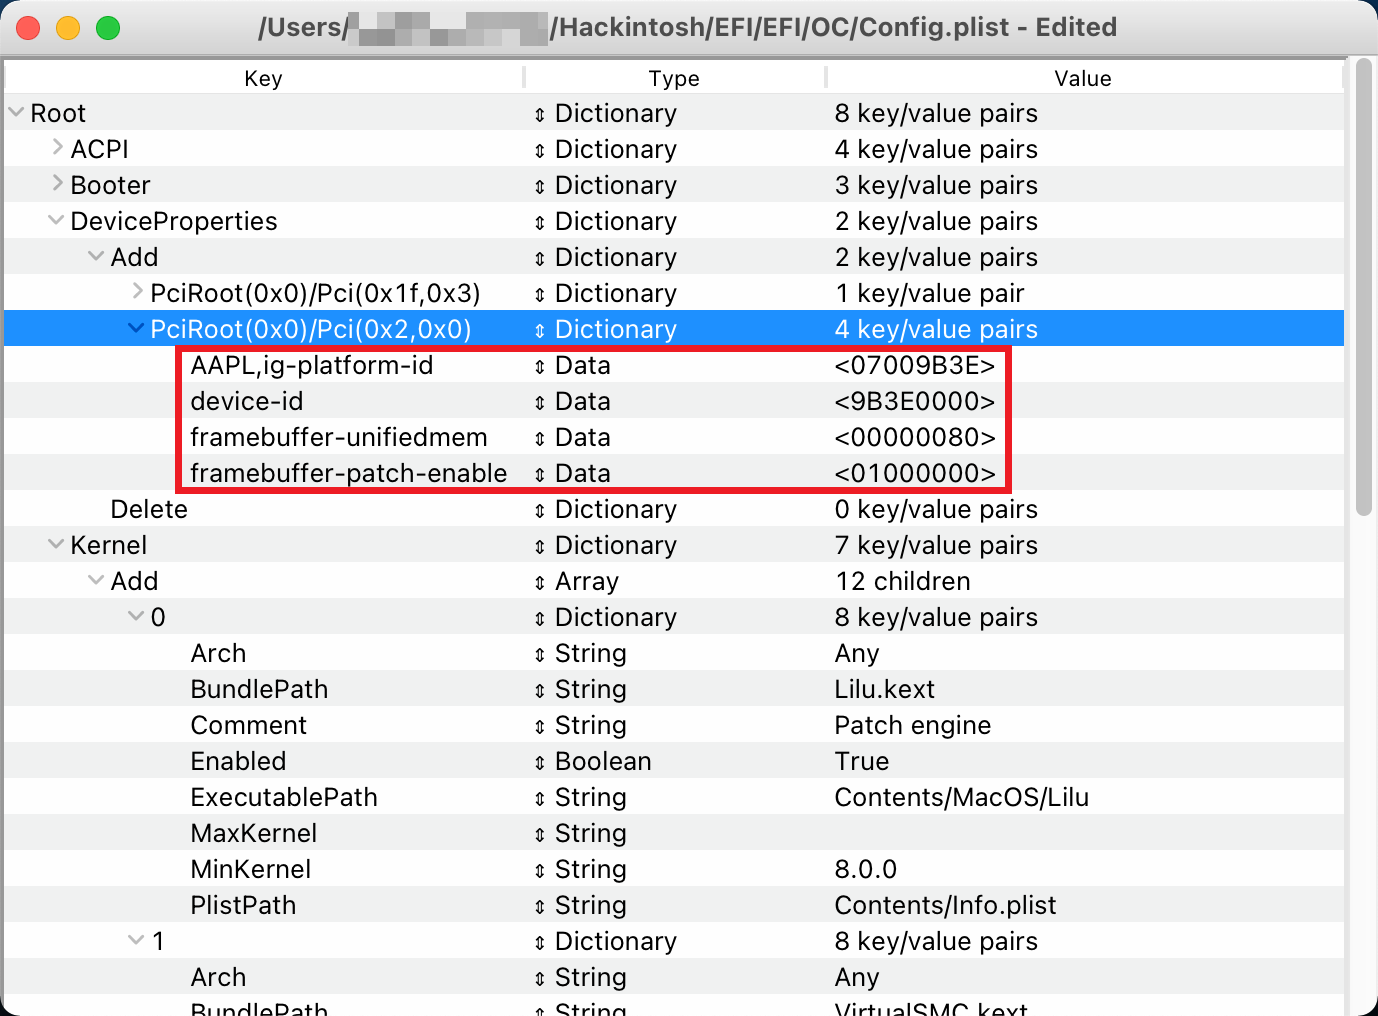 /Users/ /Hackintosh/EFI/EFI/OC/Config.plist - Edited
Key Type Value
Root Dictionary 8 key/value pairs
ACPI Dictionary 4 key/value pairs
Booter Dictionary 3 key/value pairs
DeviceProperties Dictionary 2 key/value pairs
Add Dictionary 2 key/value pairs
PciRoot(0x0)/Pci(0x1f,0x3) Dictionary 1 key/value pair
PciRoot(0x0)/Pci(0x2,0x0) Dictionary 4 key/value pairs
AAPL,ig-platform-id Data <07009B3E>
device-id Data <9B3E0000>
framebuffer-unifiedmem Data <00000080>
framebuffer-patch-enable Data <01000000>
Delete Dictionary 0 key/value pairs
Kernel Dictionary 7 key/value pairs
Add Array 12 children
0 Dictionary 8 key/value pairs
Arch String Any
BundlePath String Lilu.kext
Comment String Patch engine
Enabled Boolean True
ExecutablePath String Contents/MacOS/Lilu
MaxKernel String
MinKernel String 8.0.0
PlistPath String Contents/Info.plist
1 Dictionary 8 key/value pairs
Arch String Any
BundlePath String VirtualSMC.kext